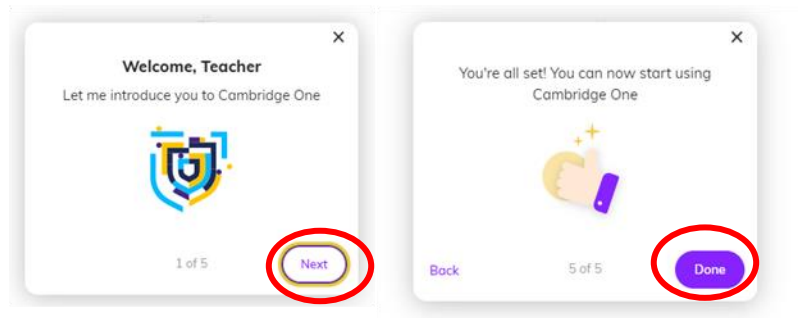 Welcome, Teacher
Let me introduce you to Cambridge One
1 of 5
Next
You're all set! You can now start using
Cambridge One
Back
5 of 5
Done